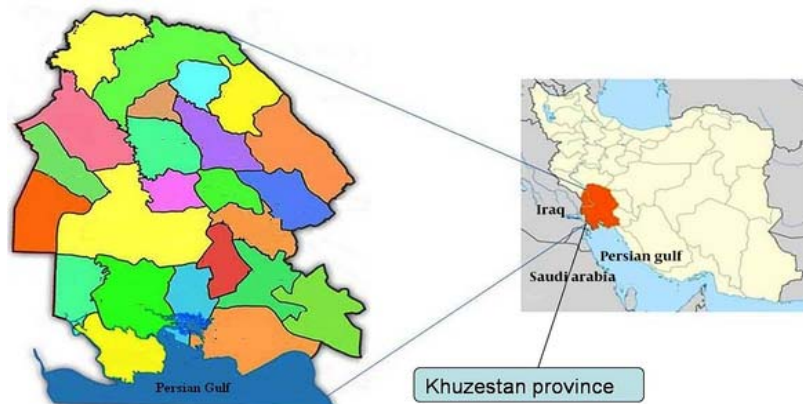 Iraq
Persian gulf
Saudi arabia
Persian Gulf
Khuzestan province